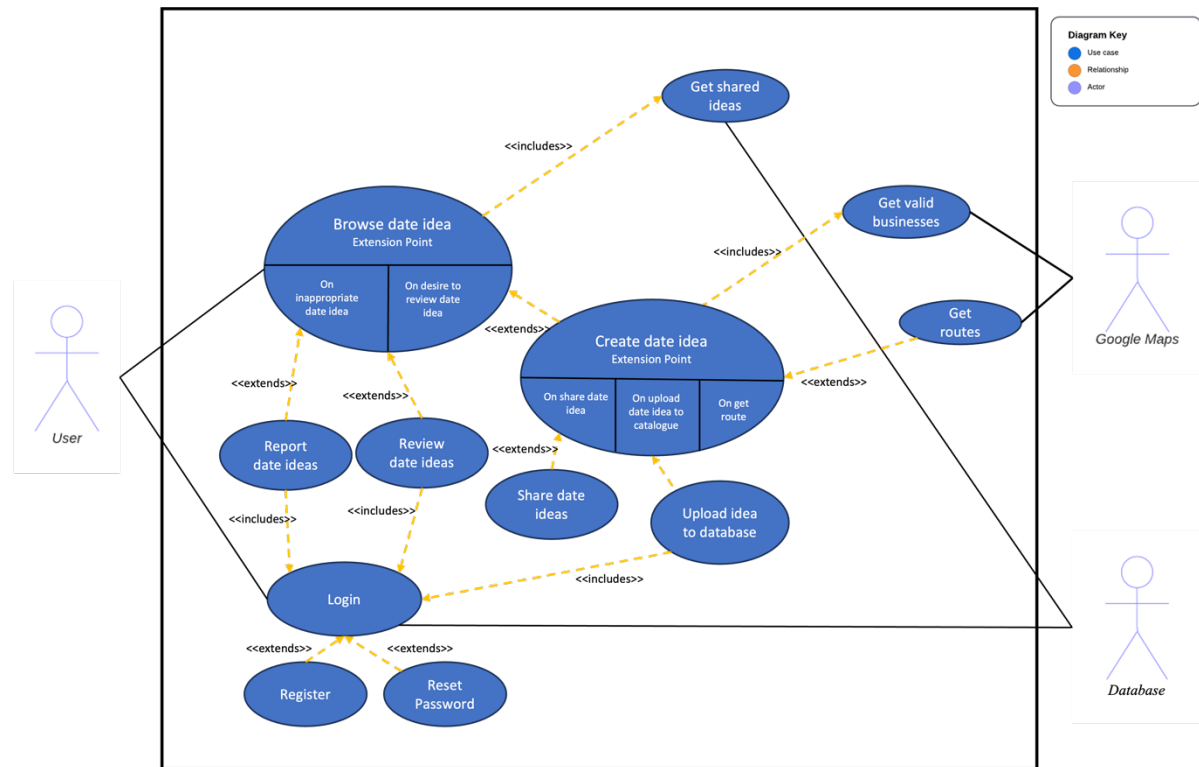 Diagram Key
Use case
Relationship
Actor
Get shared
ideas
<<includes>>
Browse date idea
Extension Point
On
inappropriate
date idea
On desire to
review date
idea
Get valid
businesses
<<includes>>
Get
routes
Google Maps
<<extends>>
Create date idea
Extension Point
On share date
idea
On upload
date idea to
catalogue
On get
route
<<extends>>
User
<<extends>>
<<extends>>
Report
date ideas
Review
date ideas
<<extends>>
Share date
ideas
Upload idea
to database
<<includes>>
<<includes>>
<<includes>>
Login
<<extends>>
<<extends>>
Register
Reset
Password
Database